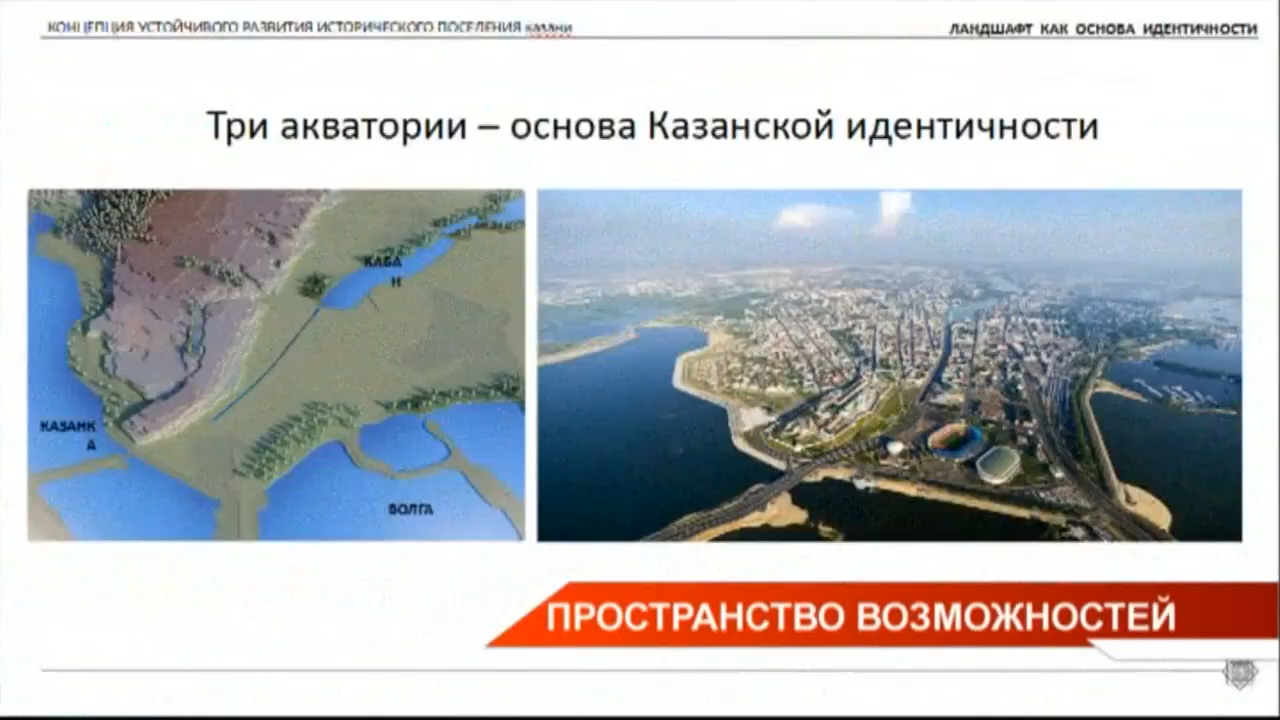 КОНЦЕПЦИЯ УСТОЙЧИВОГО РАЗВИТИЯ ИСТОРИЧЕСКОГО ПОСЕЛЕНИЯ казани
ЛАНДШАФТ КАК ОСНОВА ИДЕНТИЧНОСТИ
Три акватории – основа Казанской идентичности
КАБА
Н
КАЗАНК
А
ВОЛГА
ПРОСТРАНСТВО ВОЗМОЖНОСТЕЙ